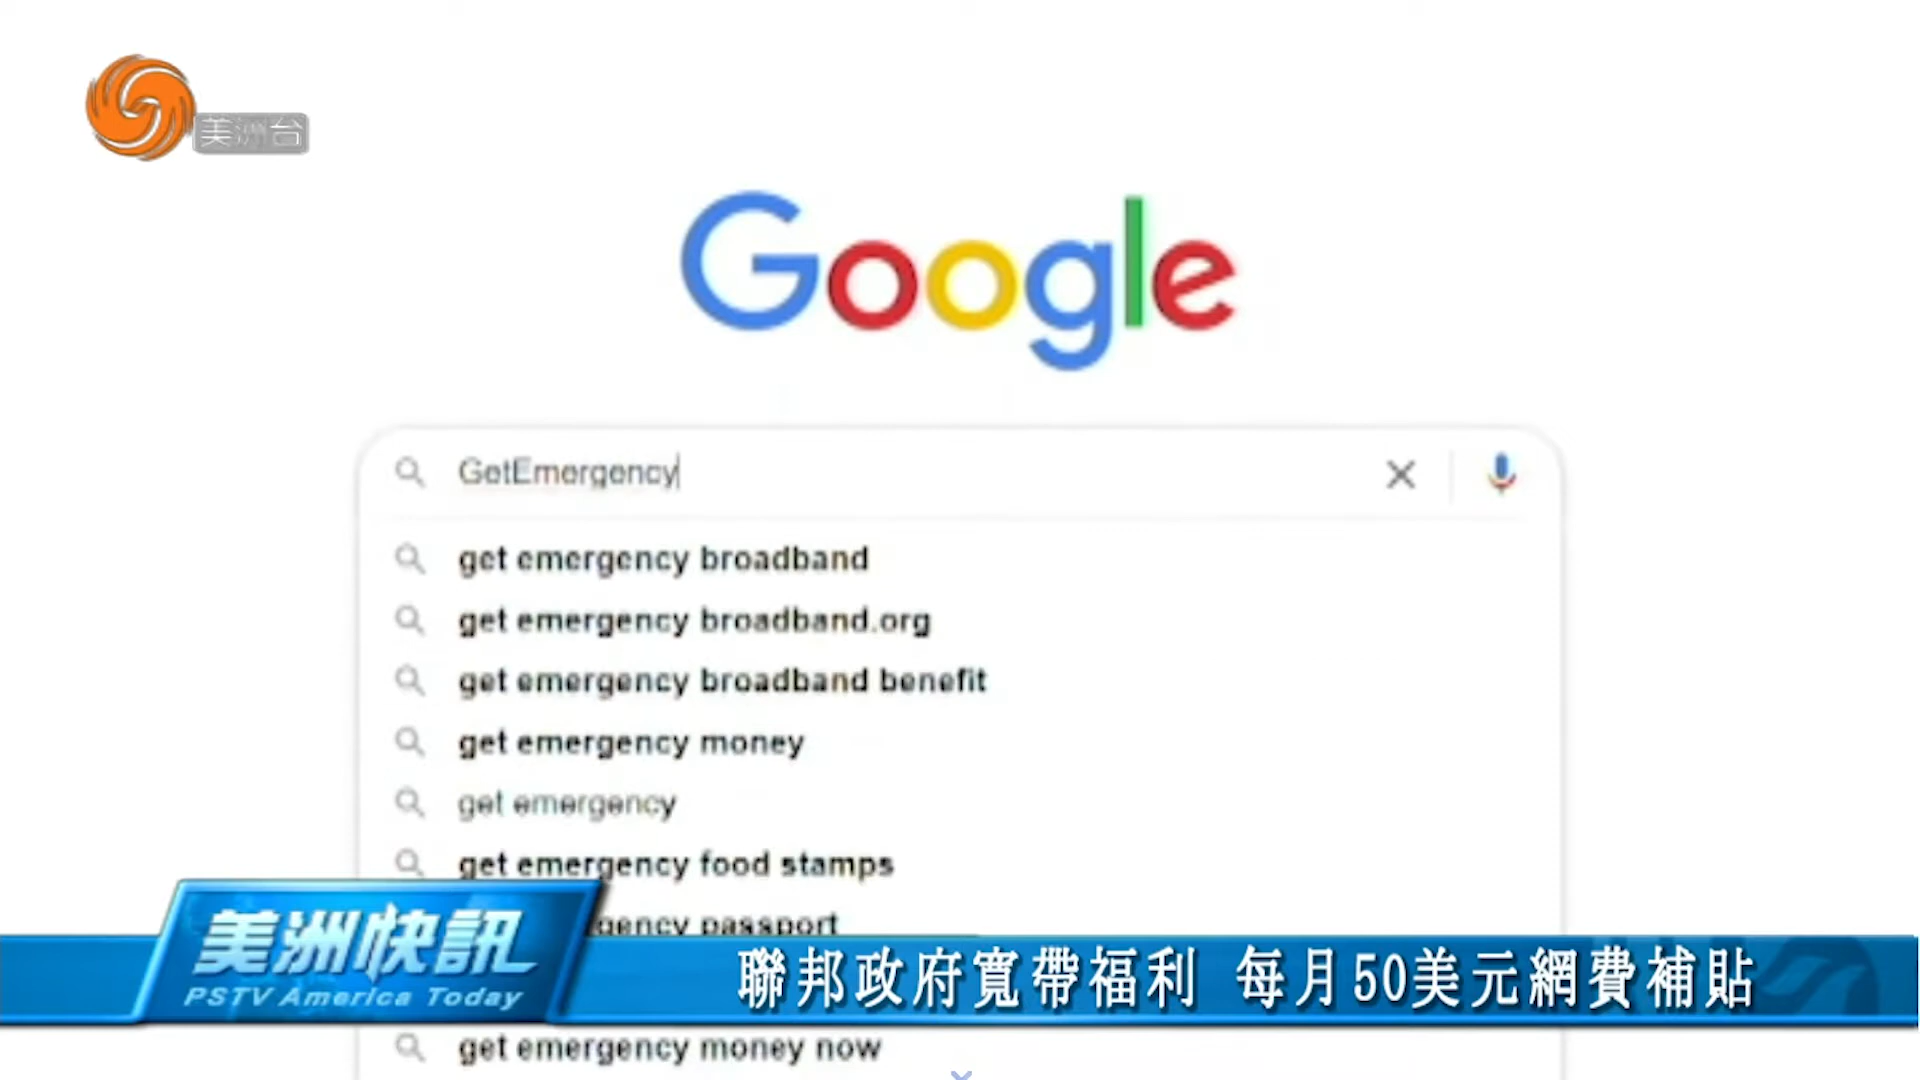 美洲台
Google
GetEmergency
get emergency broadband
get emergency broadband.org
get emergency broadband benefit
get emergency money
get emergency
get emergency food stamps
passport
美洲快訊
PSTV America Today
聯邦政府寬帶福利 每月50美元網費補貼
get emergency money now